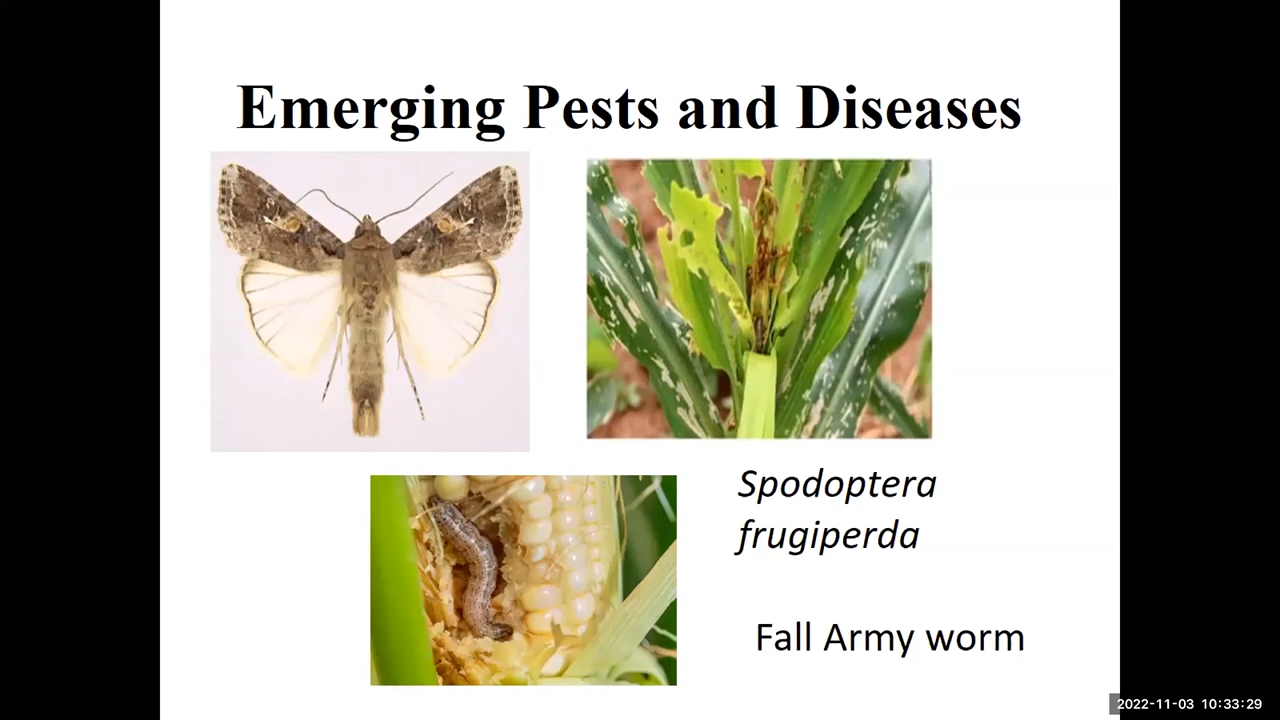 Emerging Pests and Diseases
Spodoptera
frugiperda
Fall Army worm
2022-11-03 10:33:29